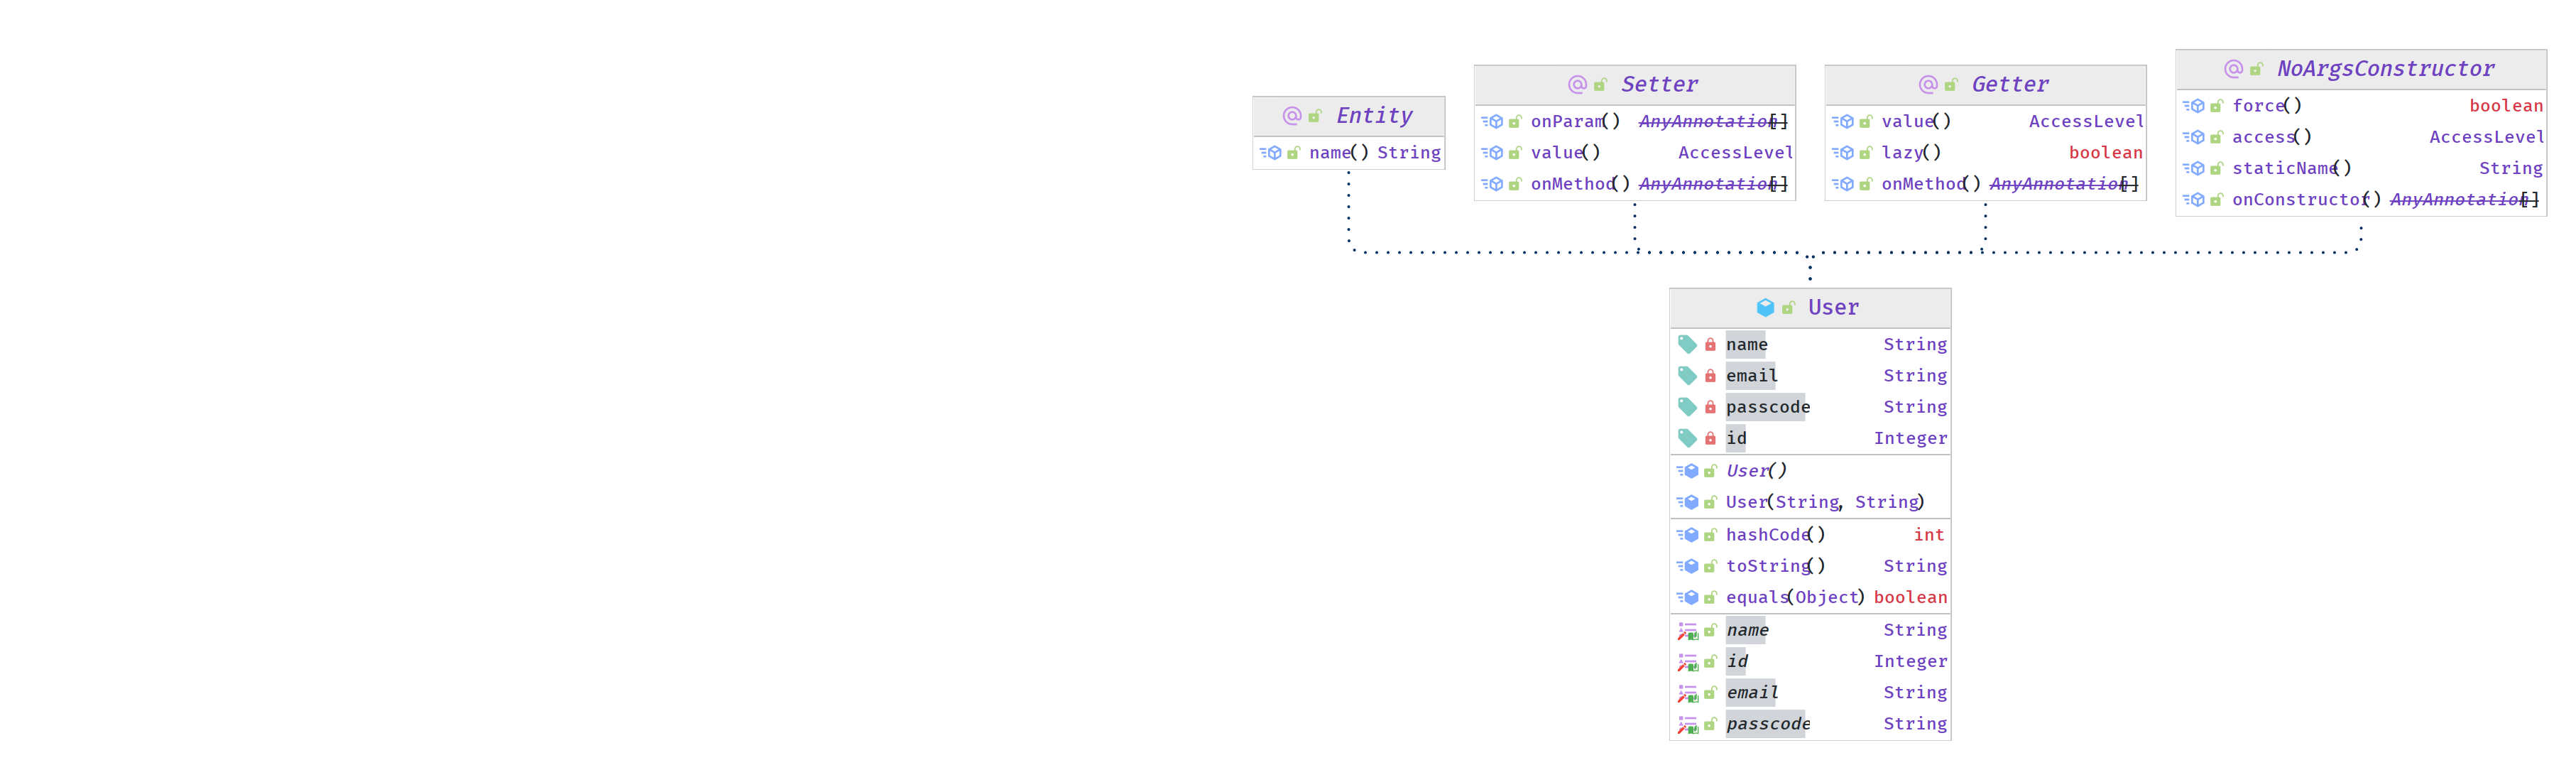 Entity
name() String
Setter
onParam() AnyAnnotation[]
value() AccessLevel
onMethod() AnyAnnotation[]
Getter
value() AccessLevel
lazy() boolean
onMethod() AnyAnnotation[]
NoArgsConstructor
force() boolean
access() AccessLevel
staticName() String
onConstructor() AnyAnnotation[]
User
name String
email String
passcode String
id Integer
User()
User(String, String)
hashCode() int
toString() String
equals(Object) boolean
name String
id Integer
email String
passcode String